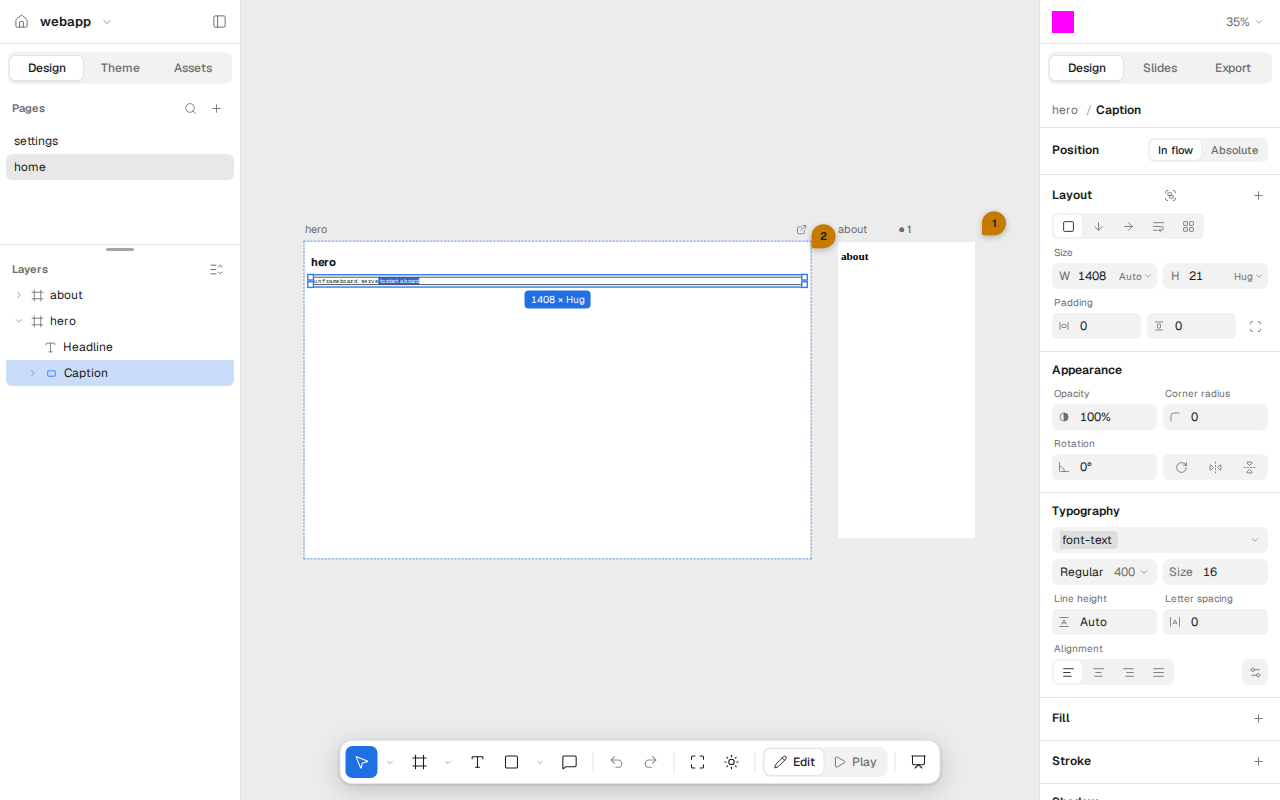 webapp
Design
Theme
Assets
Pages
settings
home
Layers
about
hero
Headline
Caption
hero
2
about
1
1
hero
about
1408 × Hug
Edit
Play
35%
Design
Slides
Export
hero / Caption
Position
In flow
Absolute
Layout
Size
W 1408 Auto
H 21 Hug
Padding
0
0
Appearance
Opacity
Corner radius
100%
0
Rotation
0°
Typography
font-text
Regular 400
Size 16
Line height
Letter spacing
Auto
0
Alignment
Fill
Stroke